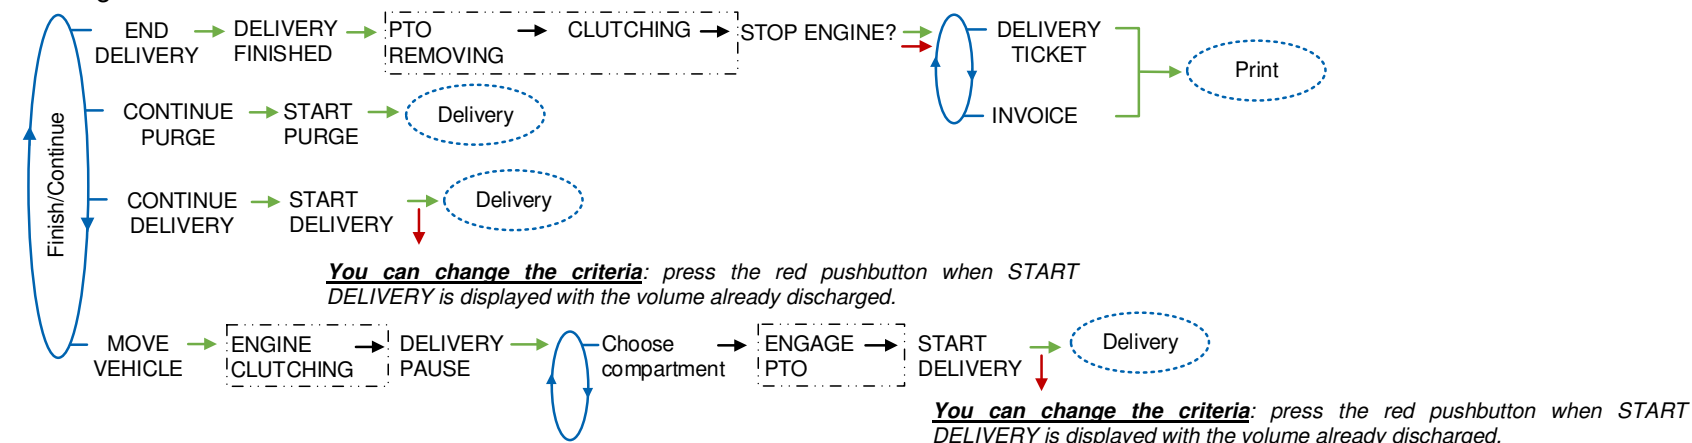 Finish/Continue
END DELIVERY
DELIVERY FINISHED
PTO REMOVING
CLUTCHING
STOP ENGINE?
DELIVERY TICKET
INVOICE
Print
CONTINUE PURGE
START PURGE
Delivery
CONTINUE DELIVERY
START DELIVERY
Delivery
You can change the criteria: press the red pushbutton when START
DELIVERY is displayed with the volume already discharged.
MOVE VEHICLE
ENGINE CLUTCHING
DELIVERY PAUSE
Choose compartment
ENGAGE PTO
START DELIVERY
Delivery
You can change the criteria: press the red pushbutton when START
DELIVERY is displayed with the volume already discharged.